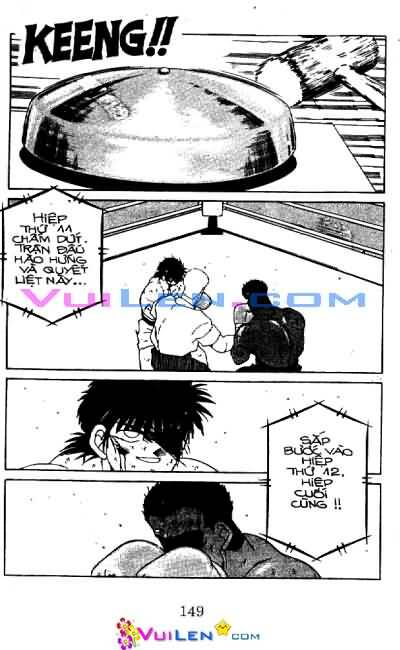 KEENG!!
HIỆP
THỨ 11
CHẤM DỨT.
TRẬN ĐẤU
HÀO HỨNG
VÀ QUYẾT
LIỆT NÀY...
VUILEN.COM
SẮP
BƯỚC VÀO
HIỆP
THỨ 12,
HIỆP
CUỐI
CÙNG !!
149
VUILEN.COM